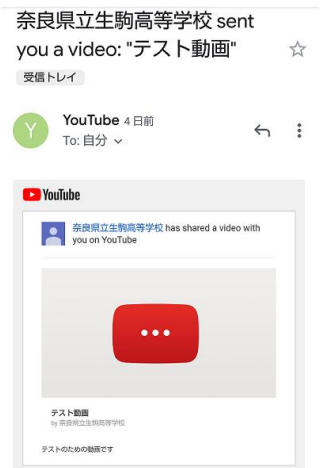 奈良県立生駒高等学校 sent
you a video: "テスト動画"
受信トレイ
Y
YouTube 4 日前
To: 自分
YouTube
奈良県立生駒高等学校 has shared a video with
you on YouTube
テスト動画
by 奈良県立生駒高等学校
テストのための動画です